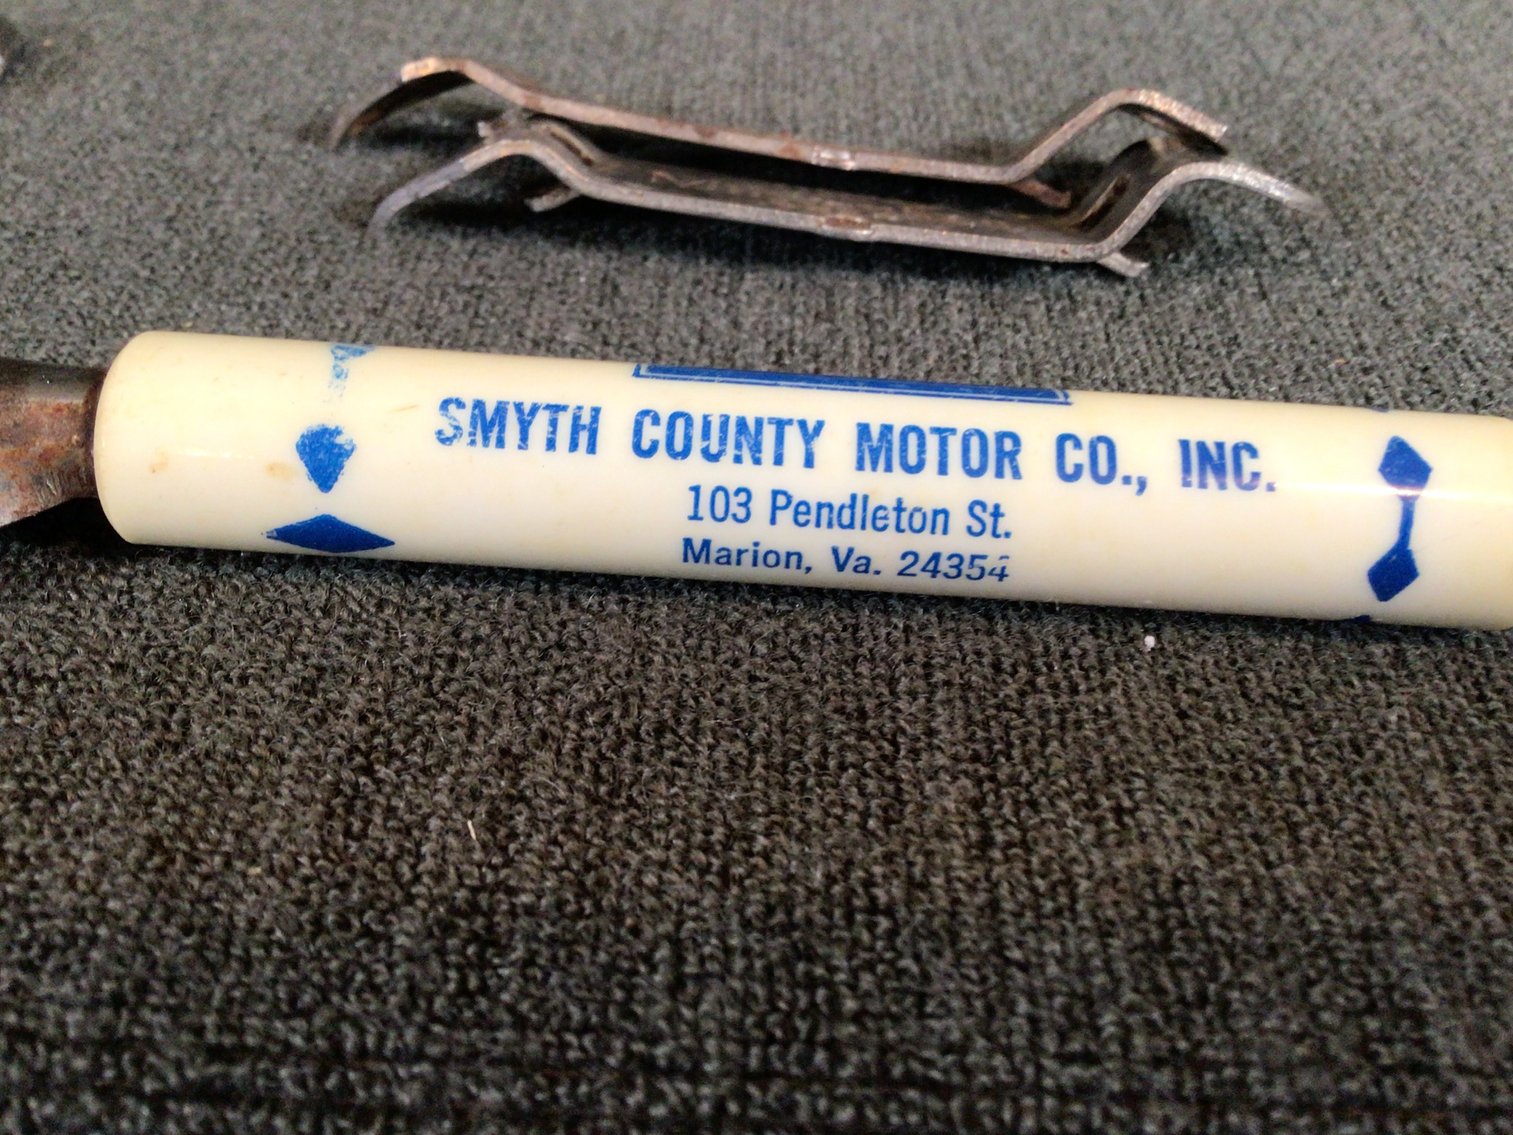 SMYTH COUNTY MOTOR CO., INC.
103 Pendleton St.
Marion, Va. 24354